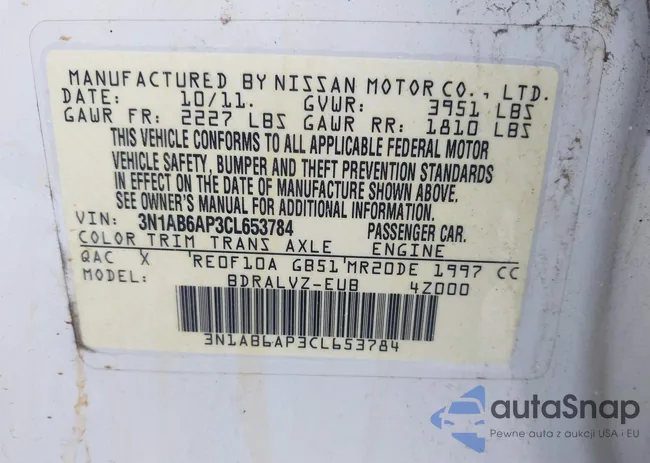 MANUFACTURED BY NISSAN MOTOR CO., LTD.
DATE: 10/11. GVWR: 3951 LBS
GAWR FR: 2227 LBS GAWR RR: 1810 LBS
THIS VEHICLE CONFORMS TO ALL APPLICABLE FEDERAL MOTOR
VEHICLE SAFETY, BUMPER AND THEFT PREVENTION STANDARDS
IN EFFECT ON THE DATE OF MANUFACTURE SHOWN ABOVE.
SEE OWNER'S MANUAL FOR ADDITIONAL INFORMATION.
VIN: 3N1AB6AP3CL653784 PASSENGER CAR.
COLOR TRIM TRANS AXLE ENGINE
QAC X 'RE0F10A GB51'MR20DE 1997 CC
MODEL: BDRALVZ-EUB 4Z000
3N1AB6AP3CL653784
autaSnap
Pewne auta z aukcji USA i EU